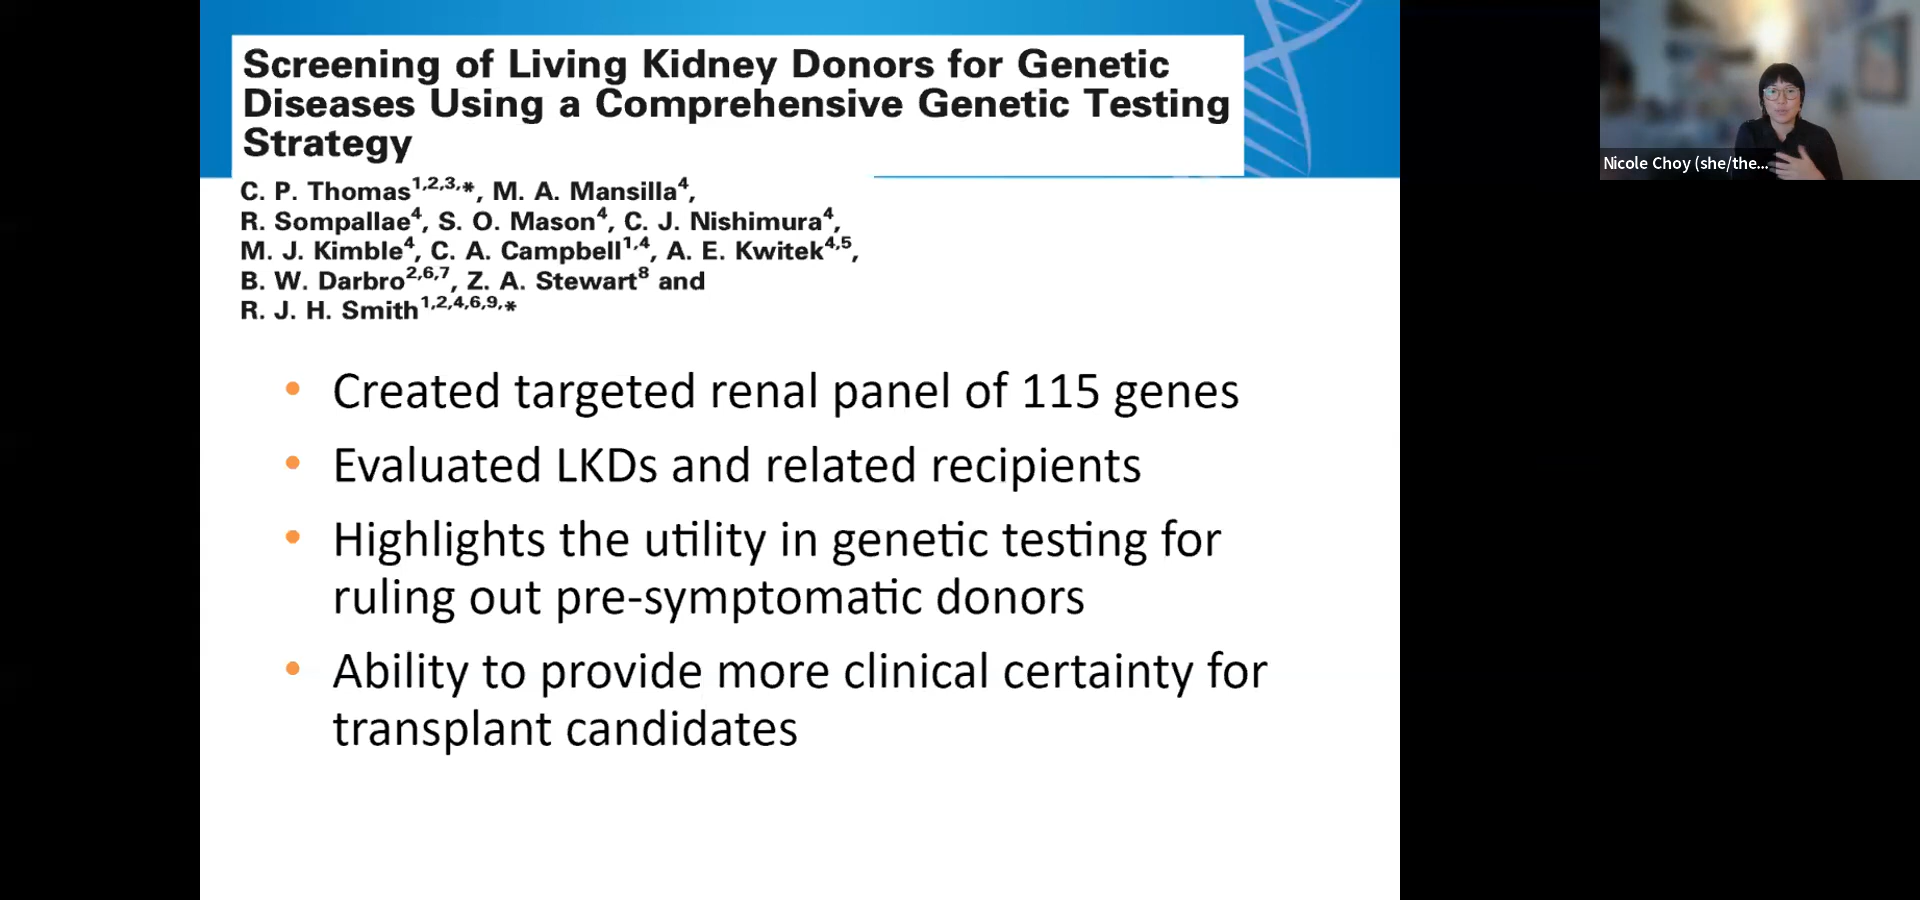 Screening of Living Kidney Donors for Genetic
Diseases Using a Comprehensive Genetic Testing
Strategy
C. P. Thomas1,2,3,*, M. A. Mansilla4,
R. Sompallae4, S. O. Mason4, C. J. Nishimura4,
M. J. Kimble4, C. A. Campbell1,4, A. E. Kwitek4,5,
B. W. Darbro2,6,7, Z. A. Stewart8 and
R. J. H. Smith1,2,4,6,9,*
• Created targeted renal panel of 115 genes
• Evaluated LKDs and related recipients
• Highlights the utility in genetic testing for
ruling out pre-symptomatic donors
• Ability to provide more clinical certainty for
transplant candidates
Nicole Choy (she/the...